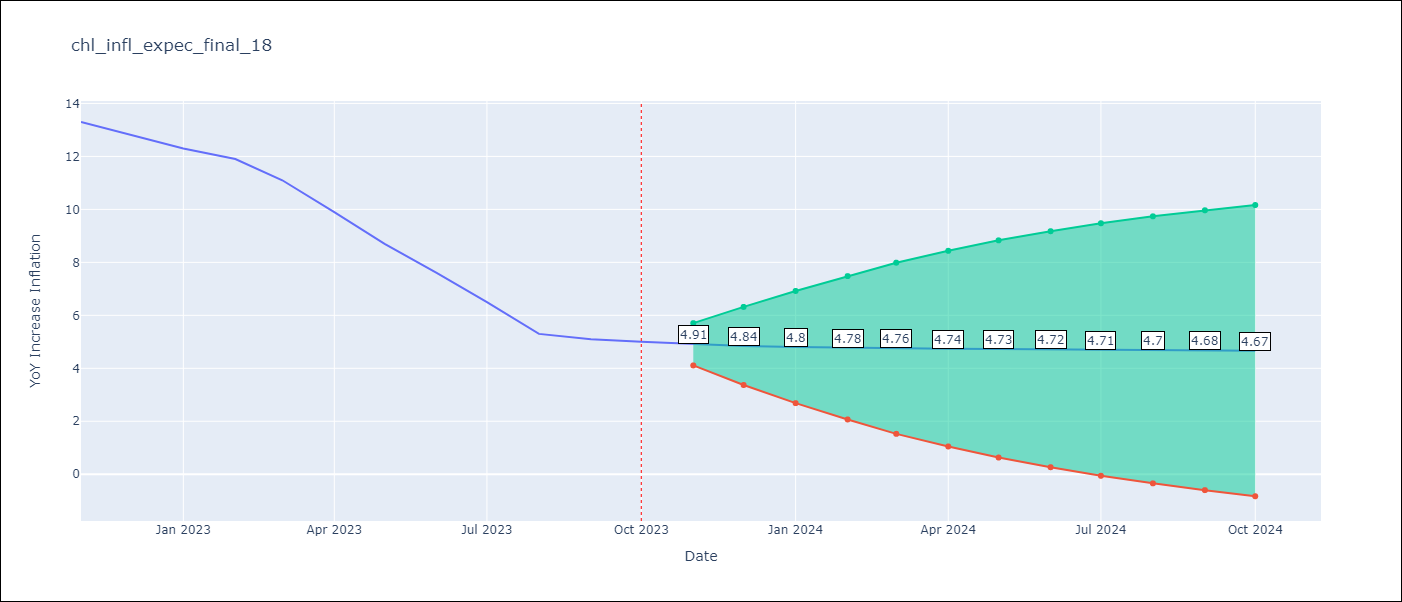 chl_infl_expec_final_18
YoY Increase Inflation
14
12
10
8
6
4
2
0
4.91
4.84
4.8
4.78
4.76
4.74
4.73
4.72
4.71
4.7
4.68
4.67
Jan 2023
Apr 2023
Jul 2023
Oct 2023
Jan 2024
Apr 2024
Jul 2024
Oct 2024
Date